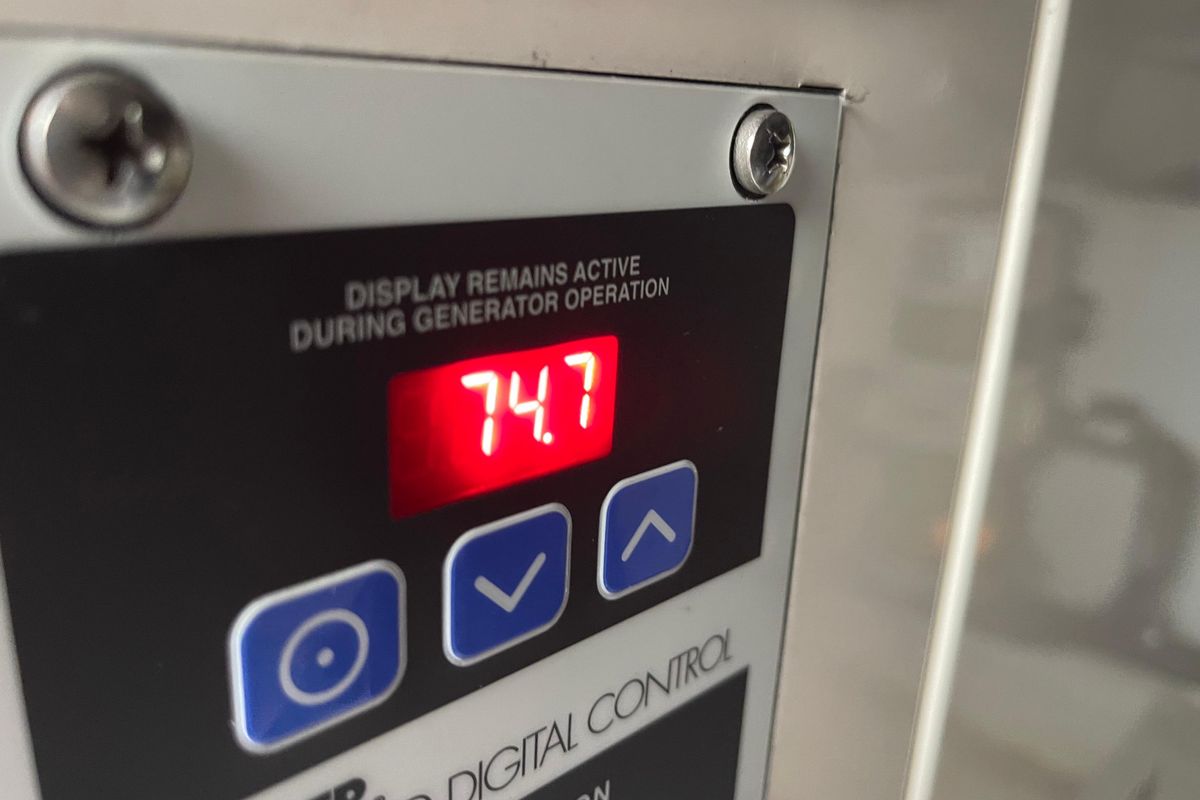 DISPLAY REMAINS ACTIVE
DURING GENERATOR OPERATION
74.7
DIGITAL CONTROL